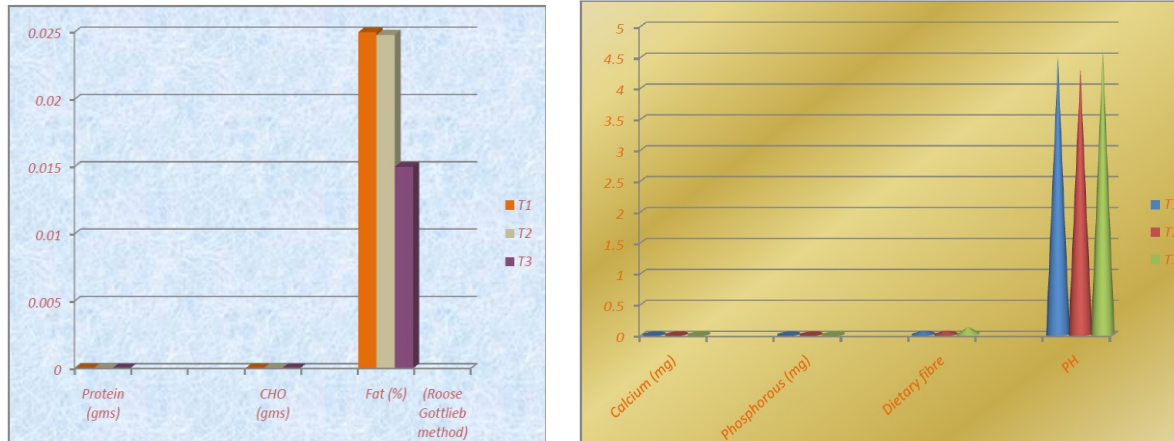 0.025
0.02
0.015
0.01
0.005
0
Protein (gms)
CHO (gms)
Fat (%)
(Roose Gottlieb method)
T1
T2
T3
5
4.5
4
3.5
3
2.5
2
1.5
1
0.5
0
Calcium (mg)
Phosphorous (mg)
Dietary fibre
PH
T
T
T